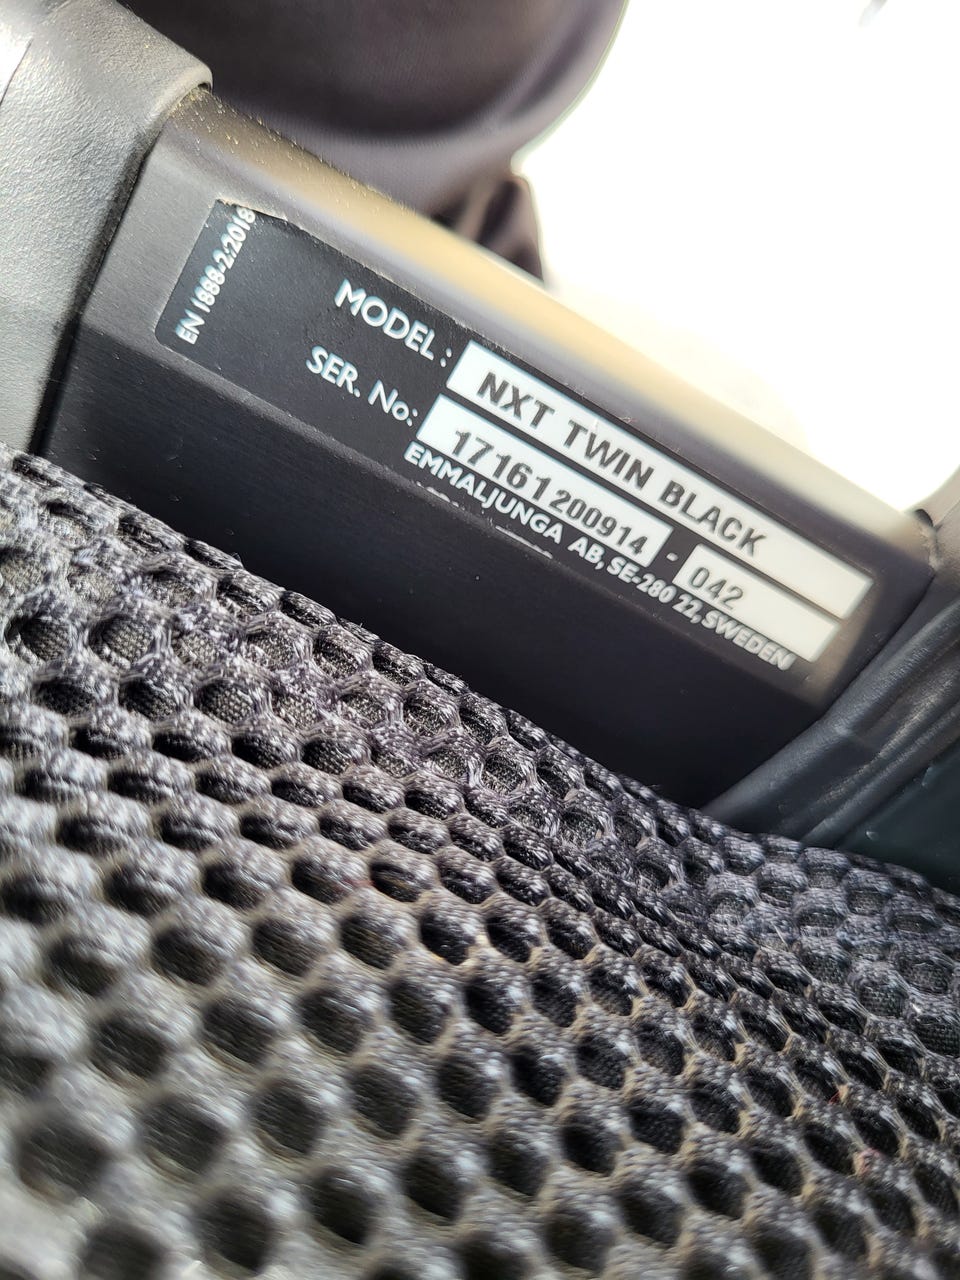 EN 1888-2:2018
MODEL: NXT TWIN BLACK
SER. No: 17161200914 - 042
EMMALJUNGA AB, SE-280 22, SWEDEN